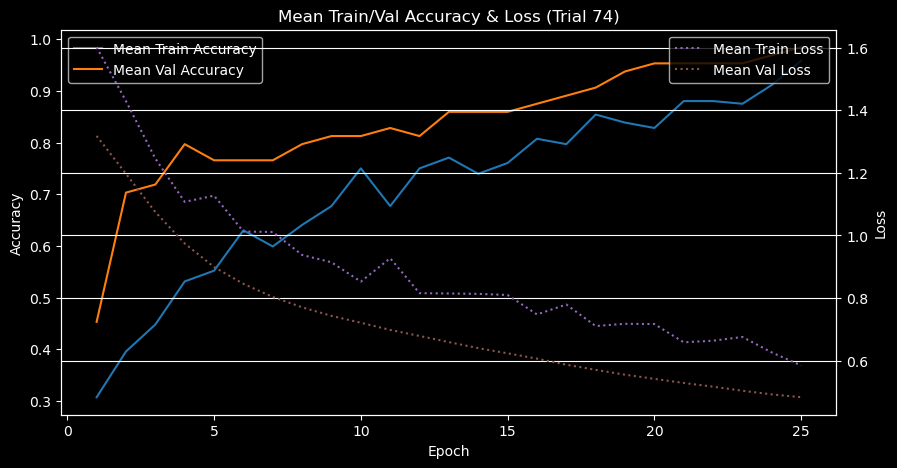 Mean Train/Val Accuracy & Loss (Trial 74)
Mean Train Accuracy
Mean Val Accuracy
Mean Train Loss
Mean Val Loss
1.0
0.9
0.8
0.7
0.6
0.5
0.4
0.3
Accuracy
1.6
1.4
1.2
1.0
0.8
0.6
Loss
0
5
10
15
20
25
Epoch